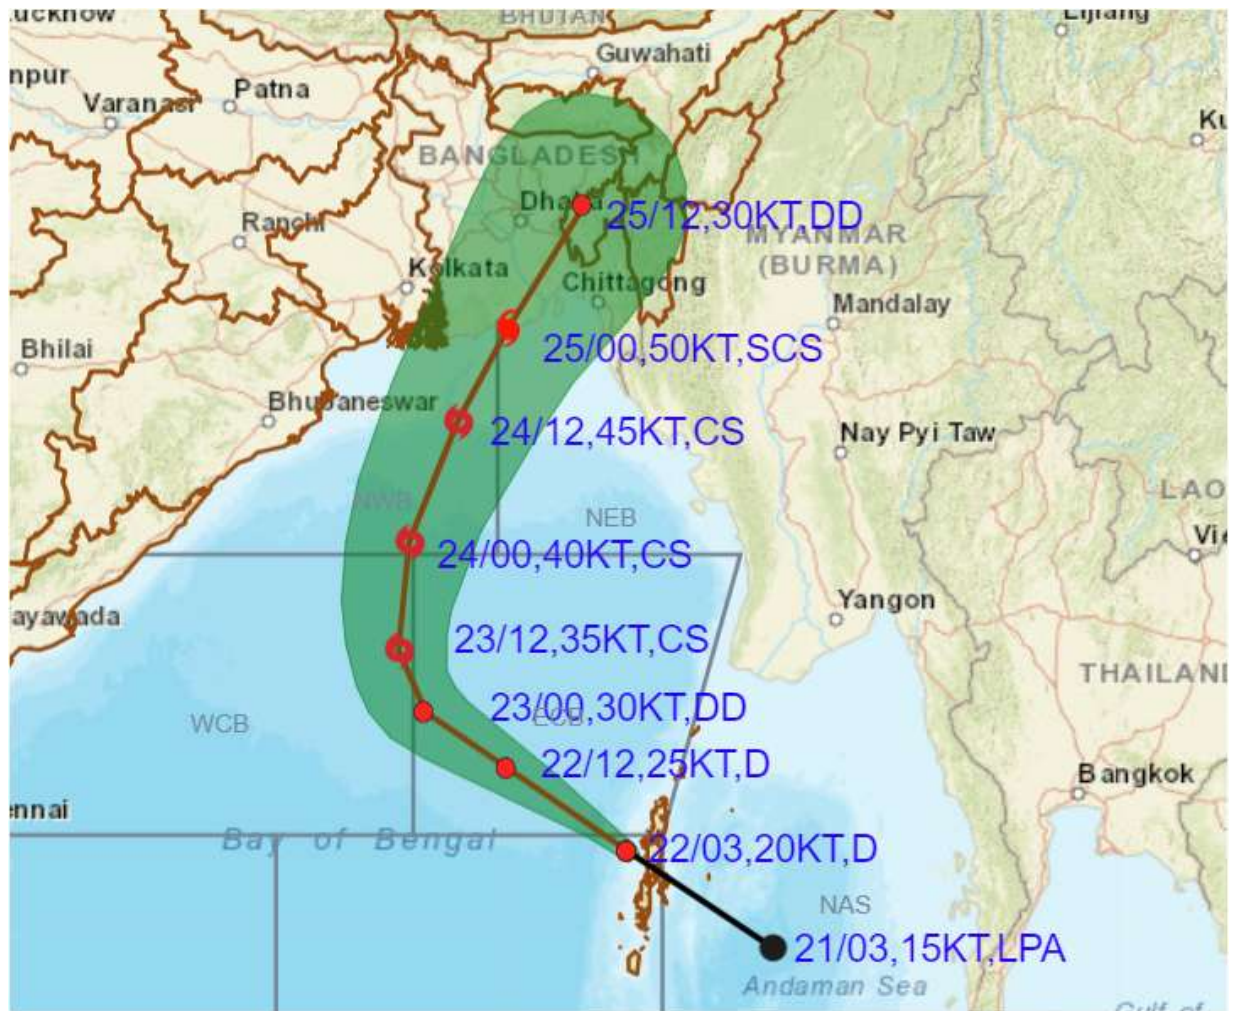 ucknow
BHUTAN
Lijiang
Guwahati
npur
Patna
Varanasi
Ku
BANGLADESH
Dhaka
25/12,30KT,DD
Ranchi
MYANMAR
(BURMA)
Kolkata
Chittagong
Mandalay
Bhilai
25/00,50KT,SCS
Bhubaneswar
24/12,45KT,CS
Nay Pyi Taw
LAO
NWB
NEB
Vie
24/00,40KT,CS
Yangon
ayawada
23/12,35KT,CS
THAILAND
23/00,30KT,DD
WCB
ECB
22/12,25KT,D
Bangkok
ennai
Bay of Bengal
22/03,20KT,D
NAS
21/03,15KT,LPA
Andaman Sea
Gulf of